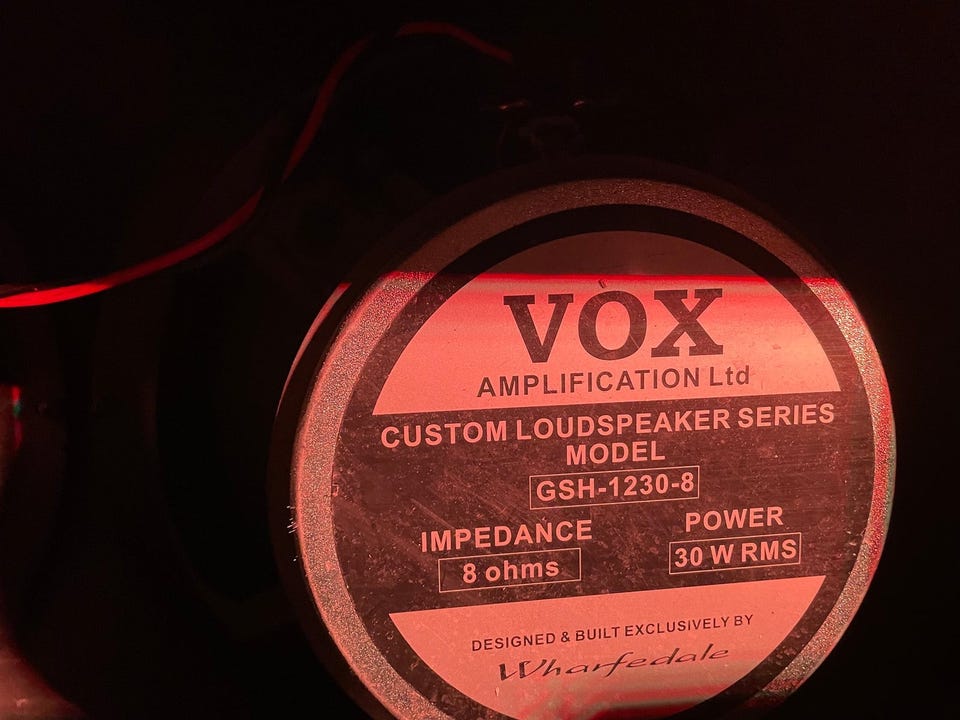 VOX
AMPLIFICATION Ltd
CUSTOM LOUDSPEAKER SERIES
MODEL
GSH-1230-8
IMPEDANCE
8 ohms
POWER
30 W RMS
DESIGNED & BUILT EXCLUSIVELY BY
Wharfedale